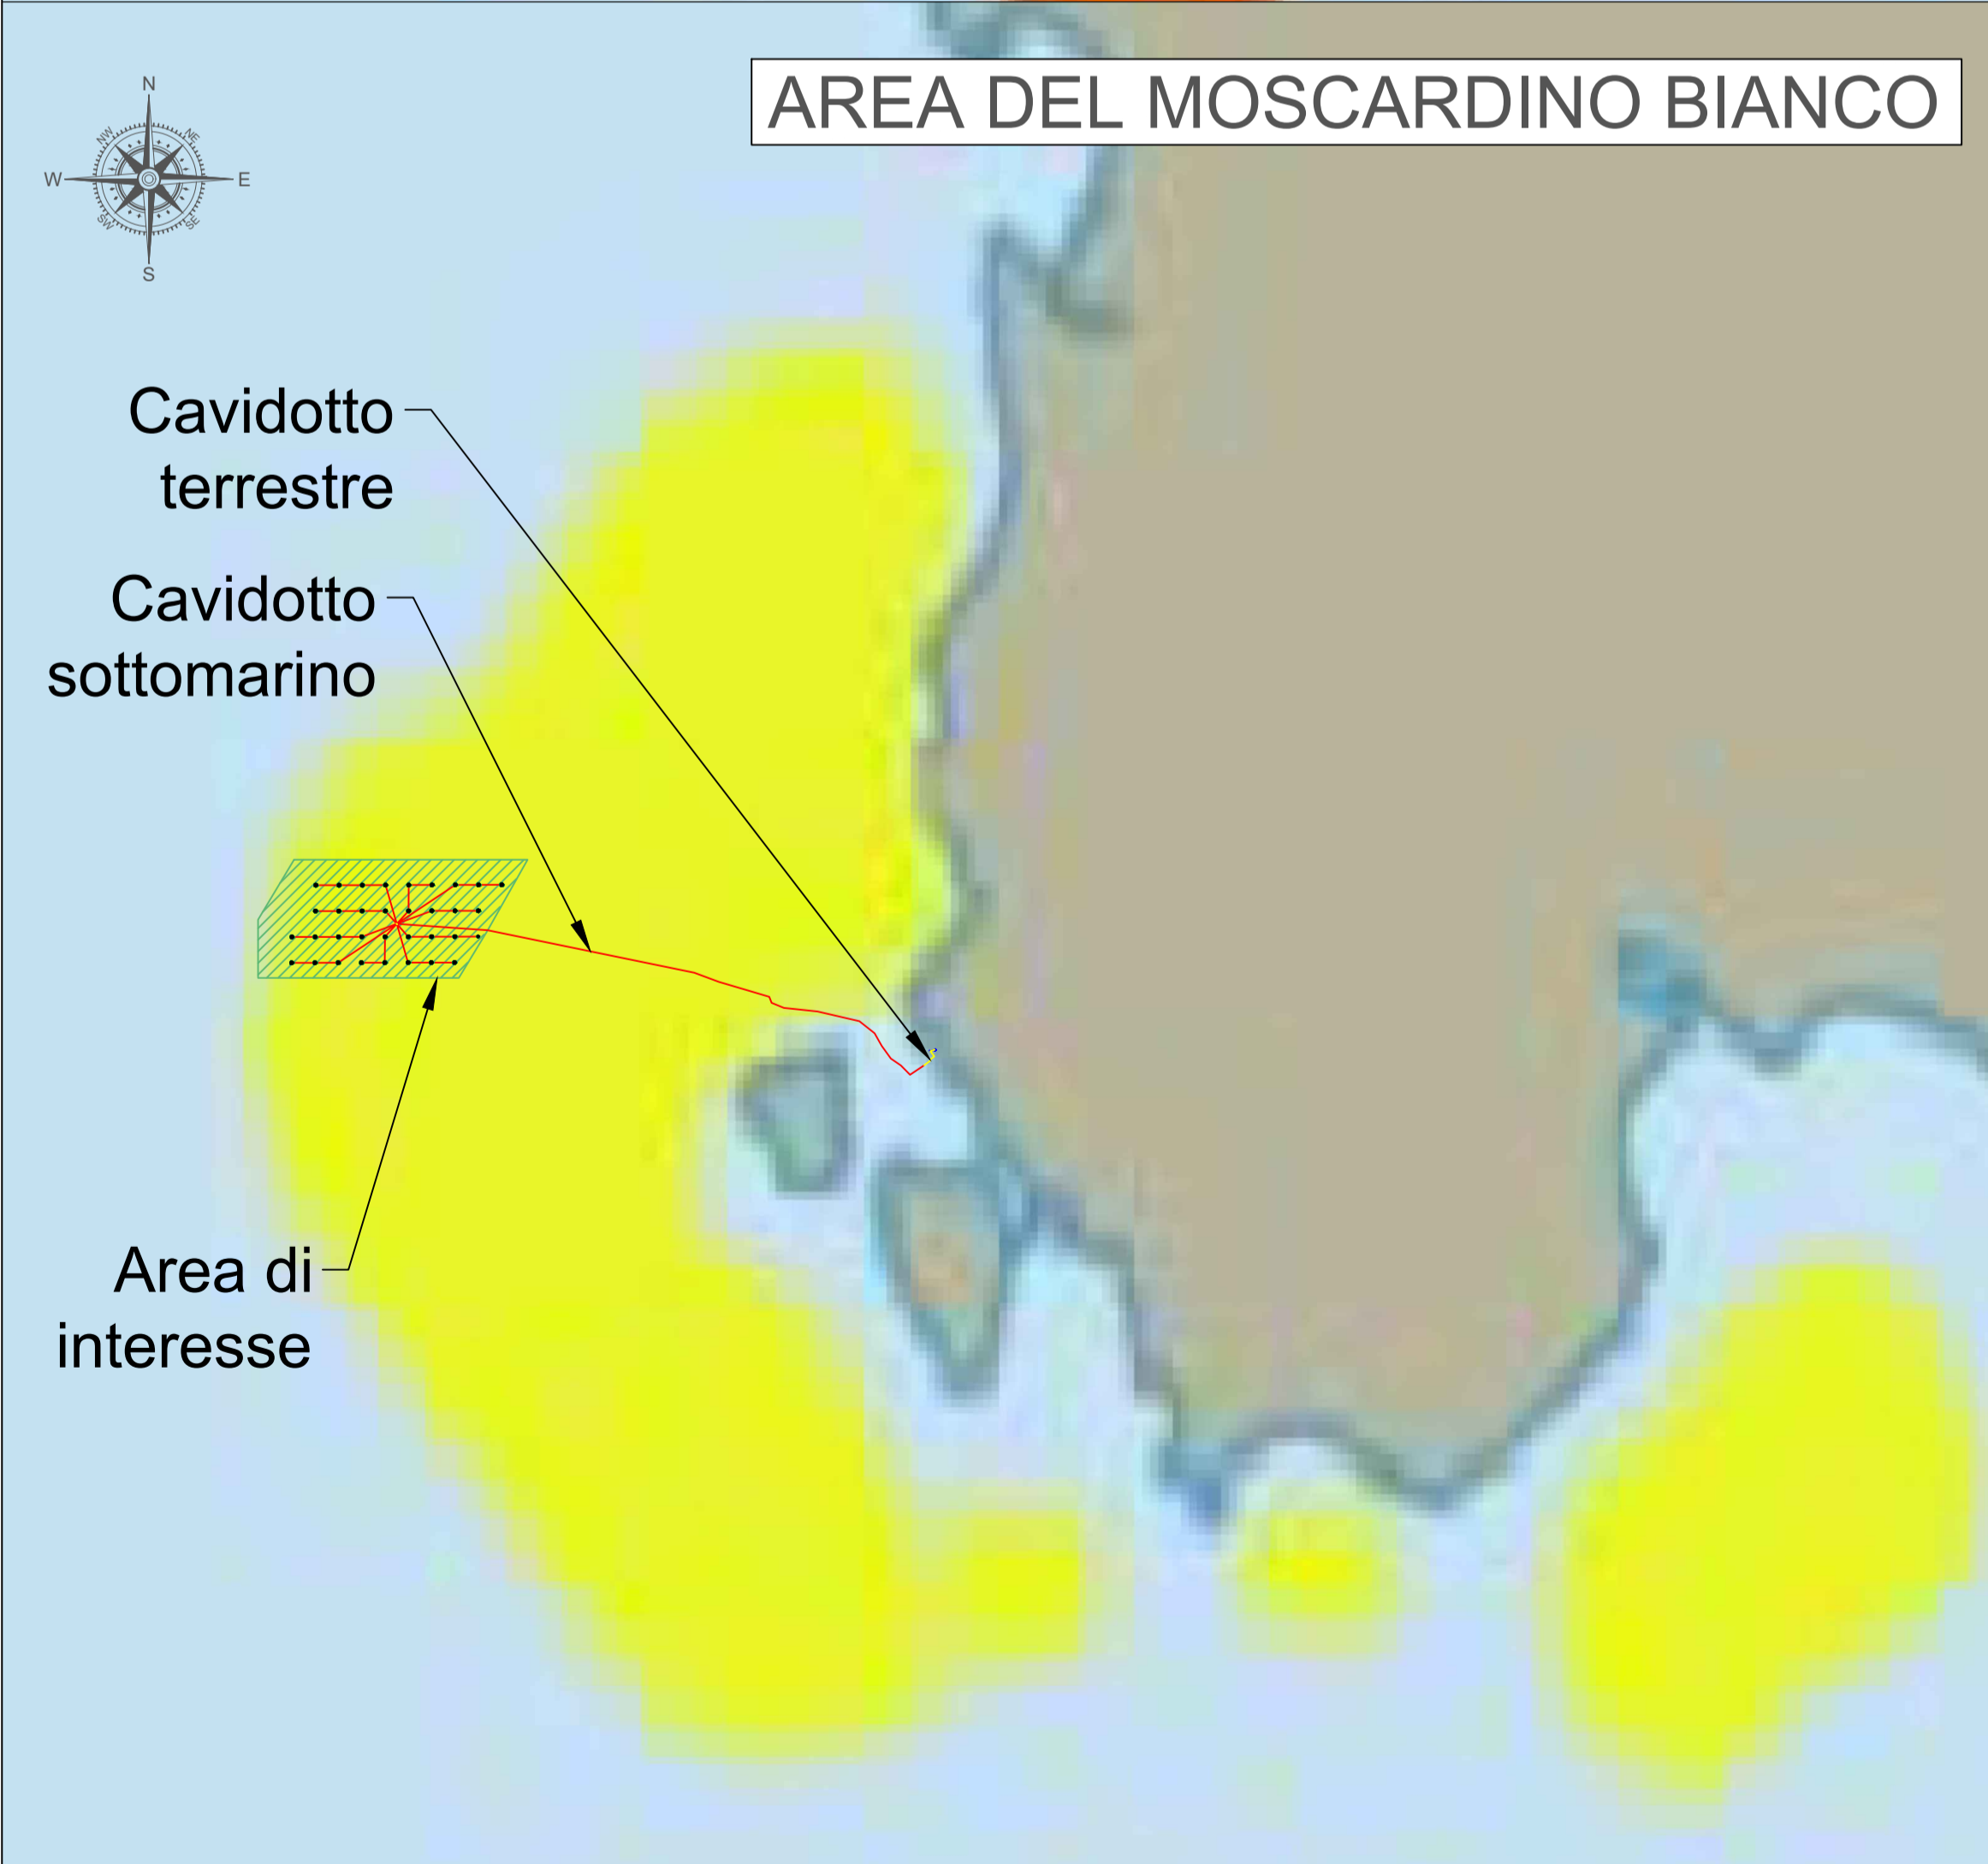 AREA DEL MOSCARDINO BIANCO
N
NW
NE
W
E
SW
SE
S
Cavidotto
terrestre
Cavidotto
sottomarino
Area di
interesse